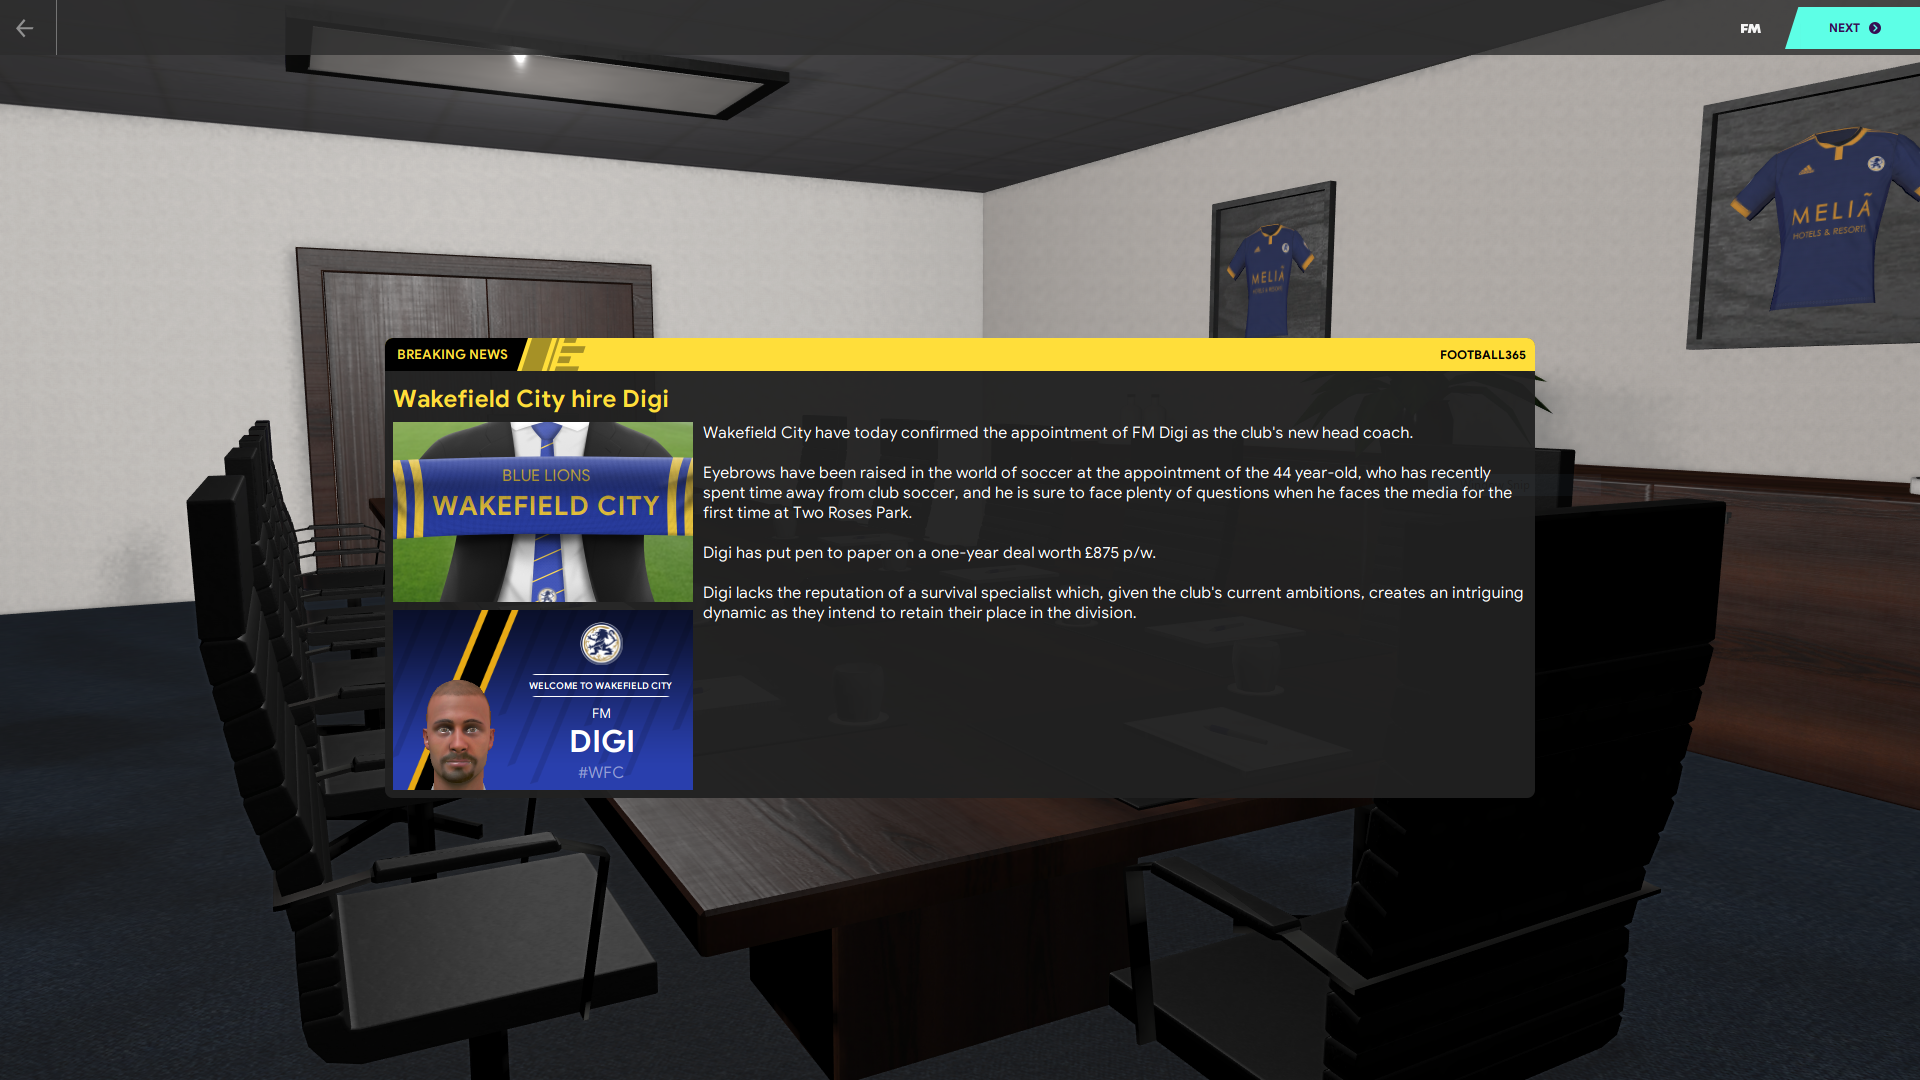 FM
NEXT
MELIÃ
HOTELS & RESORTS
MELIÃ
HOTELS & RESORTS
BREAKING NEWS
FOOTBALL365
Wakefield City hire Digi
BLUE LIONS
WAKEFIELD CITY
Wakefield City have today confirmed the appointment of FM Digi as the club's new head coach.
Eyebrows have been raised in the world of soccer at the appointment of the 44 year-old, who has recently
spent time away from club soccer, and he is sure to face plenty of questions when he faces the media for the
first time at Two Roses Park.
Digi has put pen to paper on a one-year deal worth £875 p/w.
Digi lacks the reputation of a survival specialist which, given the club's current ambitions, creates an intriguing
dynamic as they intend to retain their place in the division.
WELCOME TO WAKEFIELD CITY
FM
DIGI
#WFC